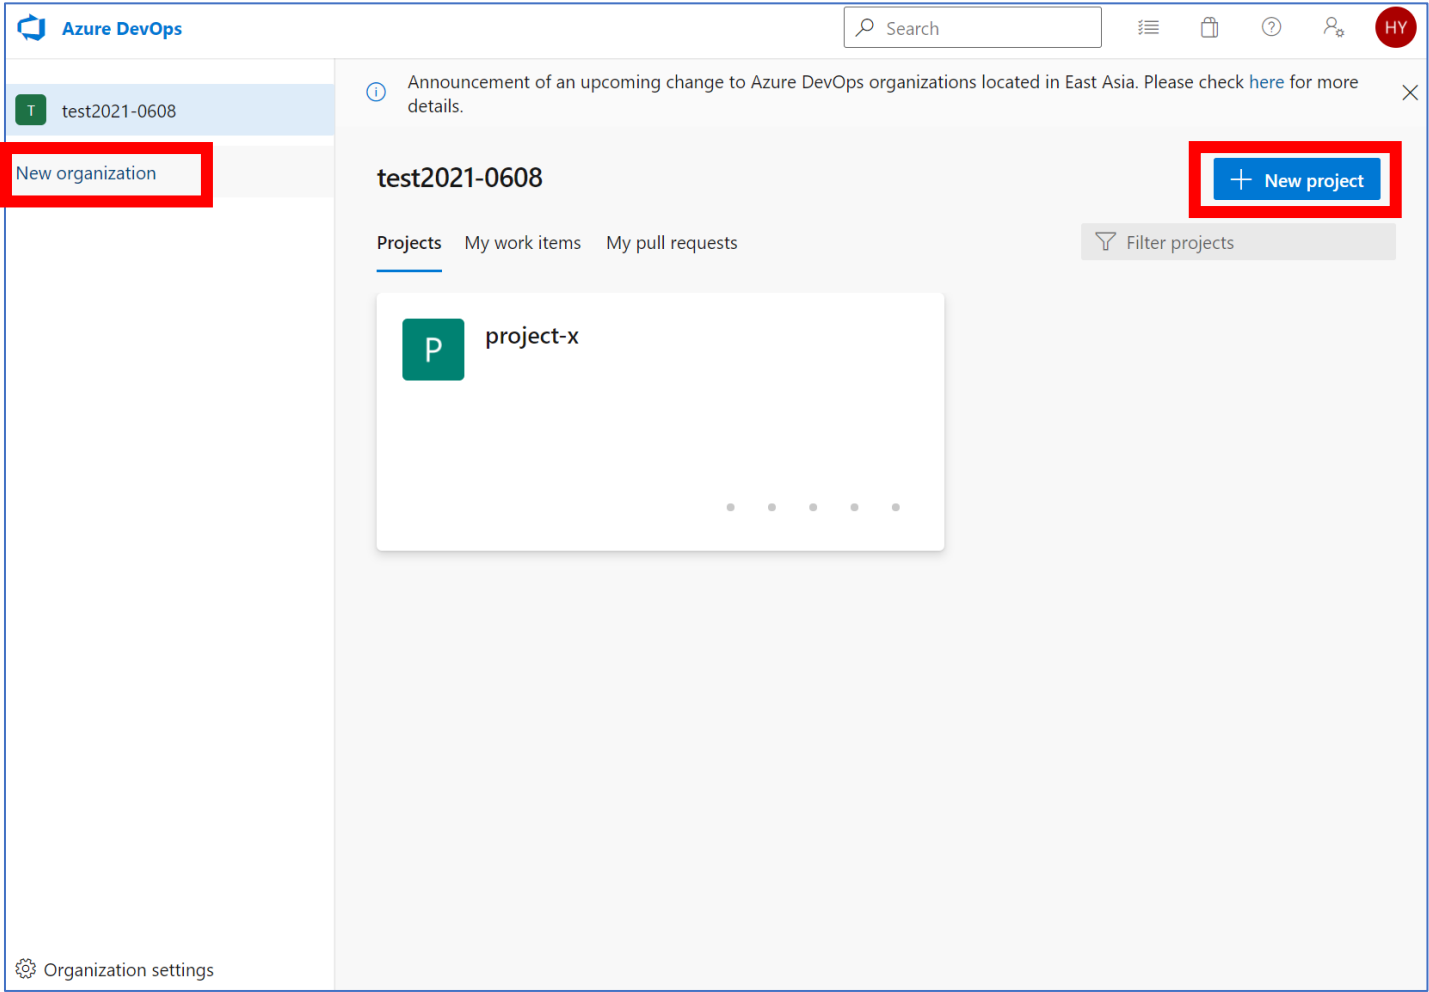 Azure DevOps
Search
HY
T
test2021-0608
New organization
Announcement of an upcoming change to Azure DevOps organizations located in East Asia. Please check here for more
details.
test2021-0608
New project
Projects
My work items
My pull requests
Filter projects
P
project-x
Organization settings